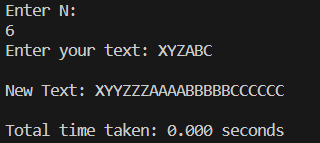 Enter N:
6
Enter your text: XYZABC
New Text: XYYZZZAAAABBBBBCCCCCC
Total time taken: 0.000 seconds